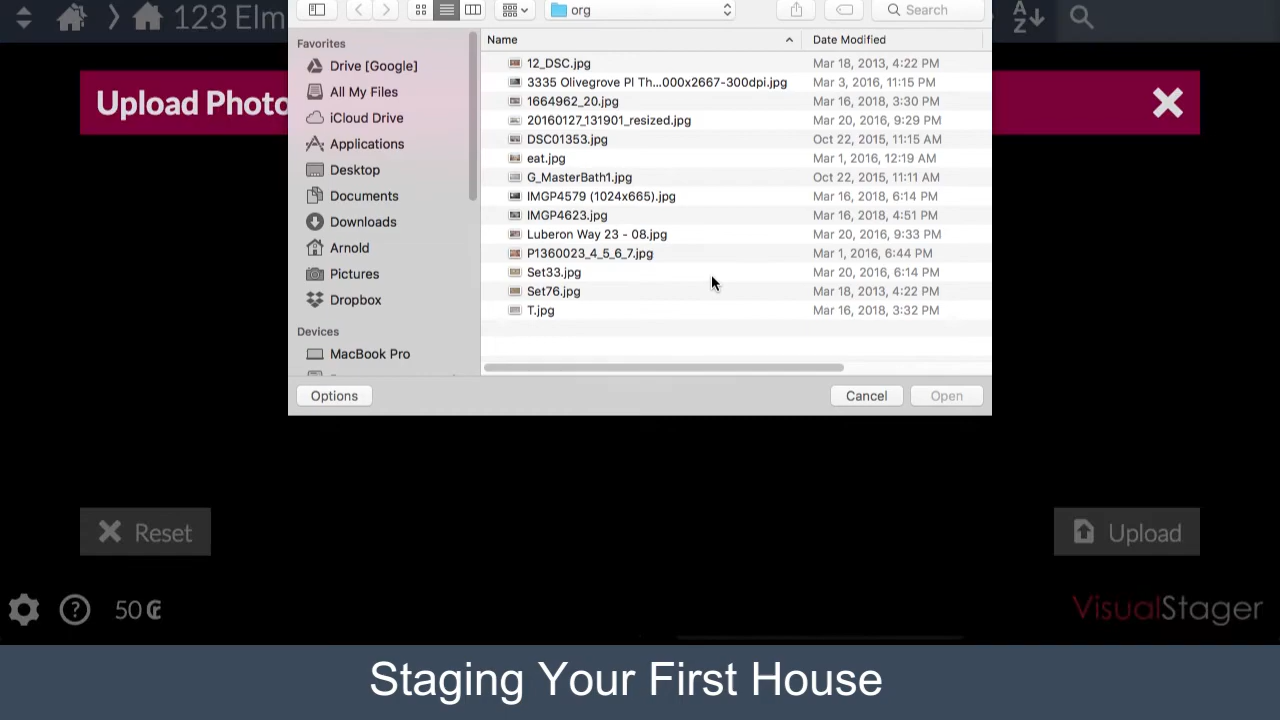 org
Search
123 Elm
Upload Photo
Favorites
Drive [Google]
All My Files
iCloud Drive
Applications
Desktop
Documents
Downloads
Arnold
Pictures
Dropbox
Devices
MacBook Pro
Name Date Modified
12_DSC.jpg Mar 18, 2013, 4:22 PM
3335 Olivegrove Pl Th...000x2667-300dpi.jpg Mar 3, 2016, 11:15 PM
1664962_20.jpg Mar 16, 2018, 3:30 PM
20160127_131901_resized.jpg Mar 20, 2016, 9:29 PM
DSC01353.jpg Oct 22, 2015, 11:15 AM
eat.jpg Mar 1, 2016, 12:19 AM
G_MasterBath1.jpg Oct 22, 2015, 11:11 AM
IMGP4579 (1024x665).jpg Mar 16, 2018, 6:14 PM
IMGP4623.jpg Mar 16, 2018, 4:51 PM
Luberon Way 23 - 08.jpg Mar 20, 2016, 9:33 PM
P1360023_4_5_6_7.jpg Mar 1, 2016, 6:44 PM
Set33.jpg Mar 20, 2016, 6:14 PM
Set76.jpg Mar 18, 2013, 4:22 PM
T.jpg Mar 16, 2018, 3:32 PM
Options Cancel Open
Reset Upload
50
VisualStager
Staging Your First House